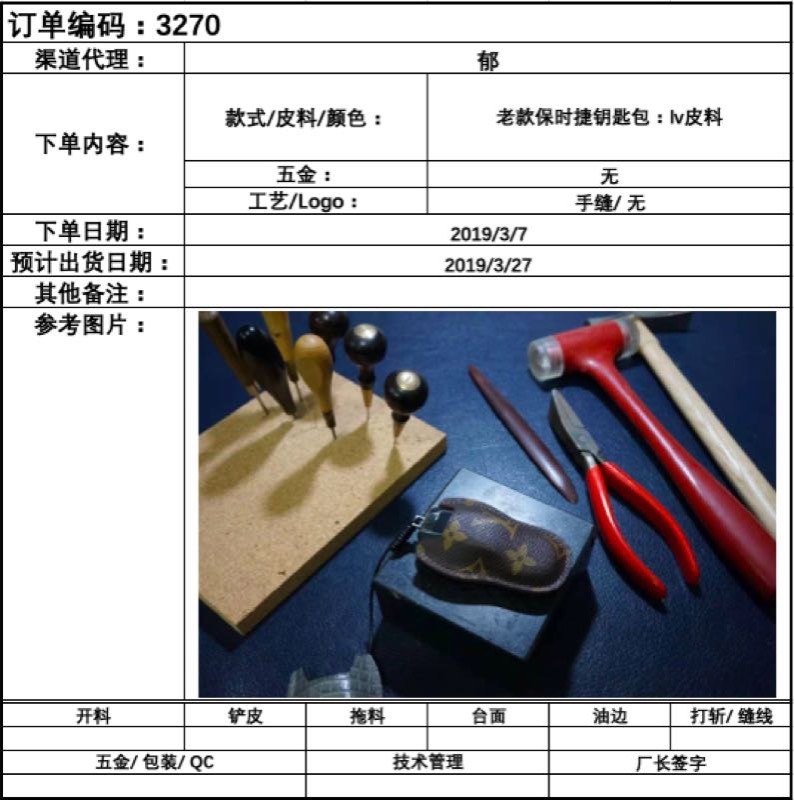 订单编码：3270
渠道代理： 郁
下单内容： 款式/皮料/颜色： 老款保时捷钥匙包：lv皮料
五金： 无
工艺/Logo： 手缝/ 无
下单日期： 2019/3/7
预计出货日期： 2019/3/27
其他备注：
参考图片：
开料 铲皮 拖料 台面 油边 打斩/ 缝线
五金/ 包装/ QC 技术管理 厂长签字